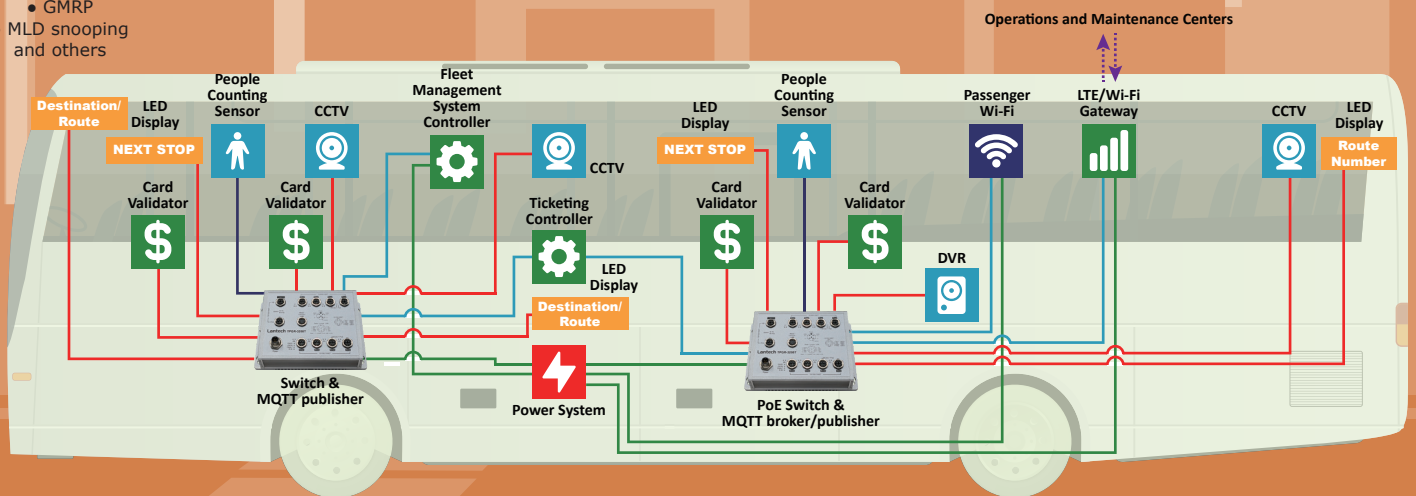 • GMRP
MLD snooping
and others
Operations and Maintenance Centers
Destination/
Route
LED
Display
NEXT STOP
People
Counting
Sensor
CCTV
Fleet
Management
System
Controller
CCTV
LED
Display
NEXT STOP
People
Counting
Sensor
Passenger
Wi-Fi
LTE/Wi-Fi
Gateway
CCTV
LED
Display
Route
Number
Card
Validator
Card
Validator
Ticketing
Controller
Card
Validator
Card
Validator
DVR
LED
Display
Destination/
Route
Lantech
Lantech
Switch &
MQTT publisher
Power System
PoE Switch &
MQTT broker/publisher